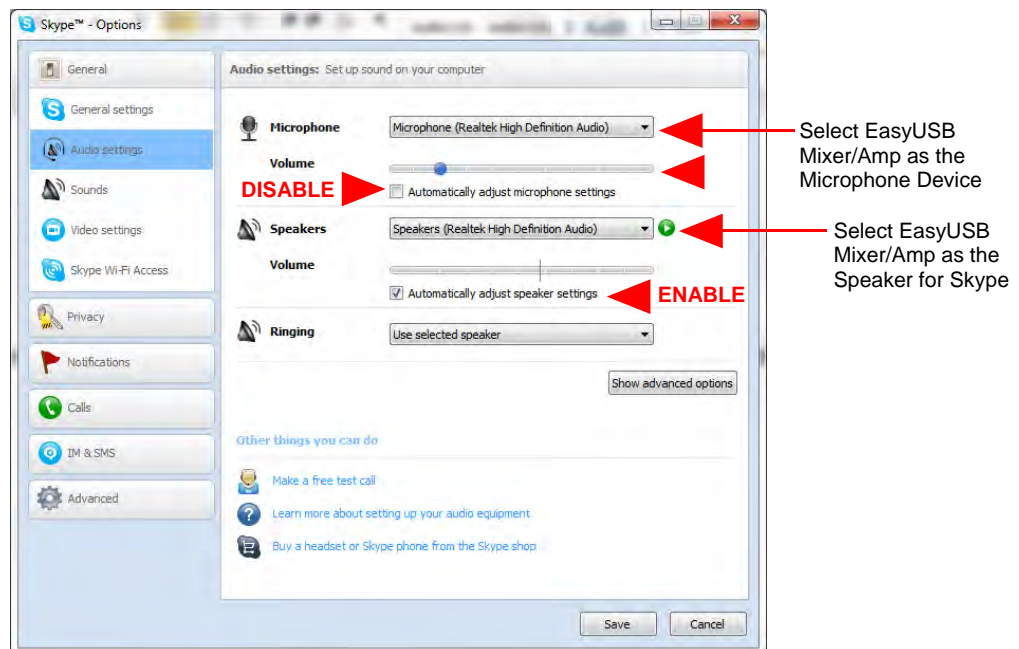 Skype™ - Options
General
General settings
Audio settings
Sounds
Video settings
Skype Wi-Fi Access
Privacy
Notifications
Calls
IM & SMS
Advanced
Audio settings: Set up sound on your computer
Microphone
Microphone (Realtek High Definition Audio)
Volume
DISABLE
Automatically adjust microphone settings
Speakers
Speakers (Realtek High Definition Audio)
Volume
Automatically adjust speaker settings
ENABLE
Ringing
Use selected speaker
Show advanced options
Other things you can do
Make a free test call
Learn more about setting up your audio equipment
Buy a headset or Skype phone from the Skype shop
Save
Cancel
Select EasyUSB
Mixer/Amp as the
Microphone Device
Select EasyUSB
Mixer/Amp as the
Speaker for Skype